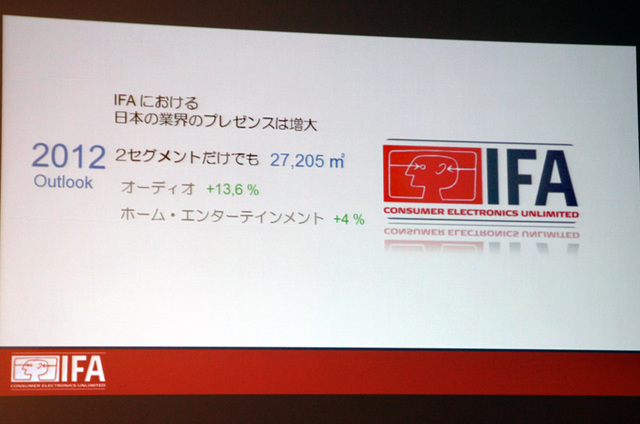 IFAにおける
日本の業界のプレゼンスは増大
2012
Outlook
2セグメントだけでも 27,205 ㎡
オーディオ +13,6 %
ホーム・エンターテインメント +4 %
IFA
CONSUMER ELECTRONICS UNLIMITED
CONSUMER ELECTRONICS UNLIMITED
IFA
CONSUMER ELECTRONICS UNLIMITED